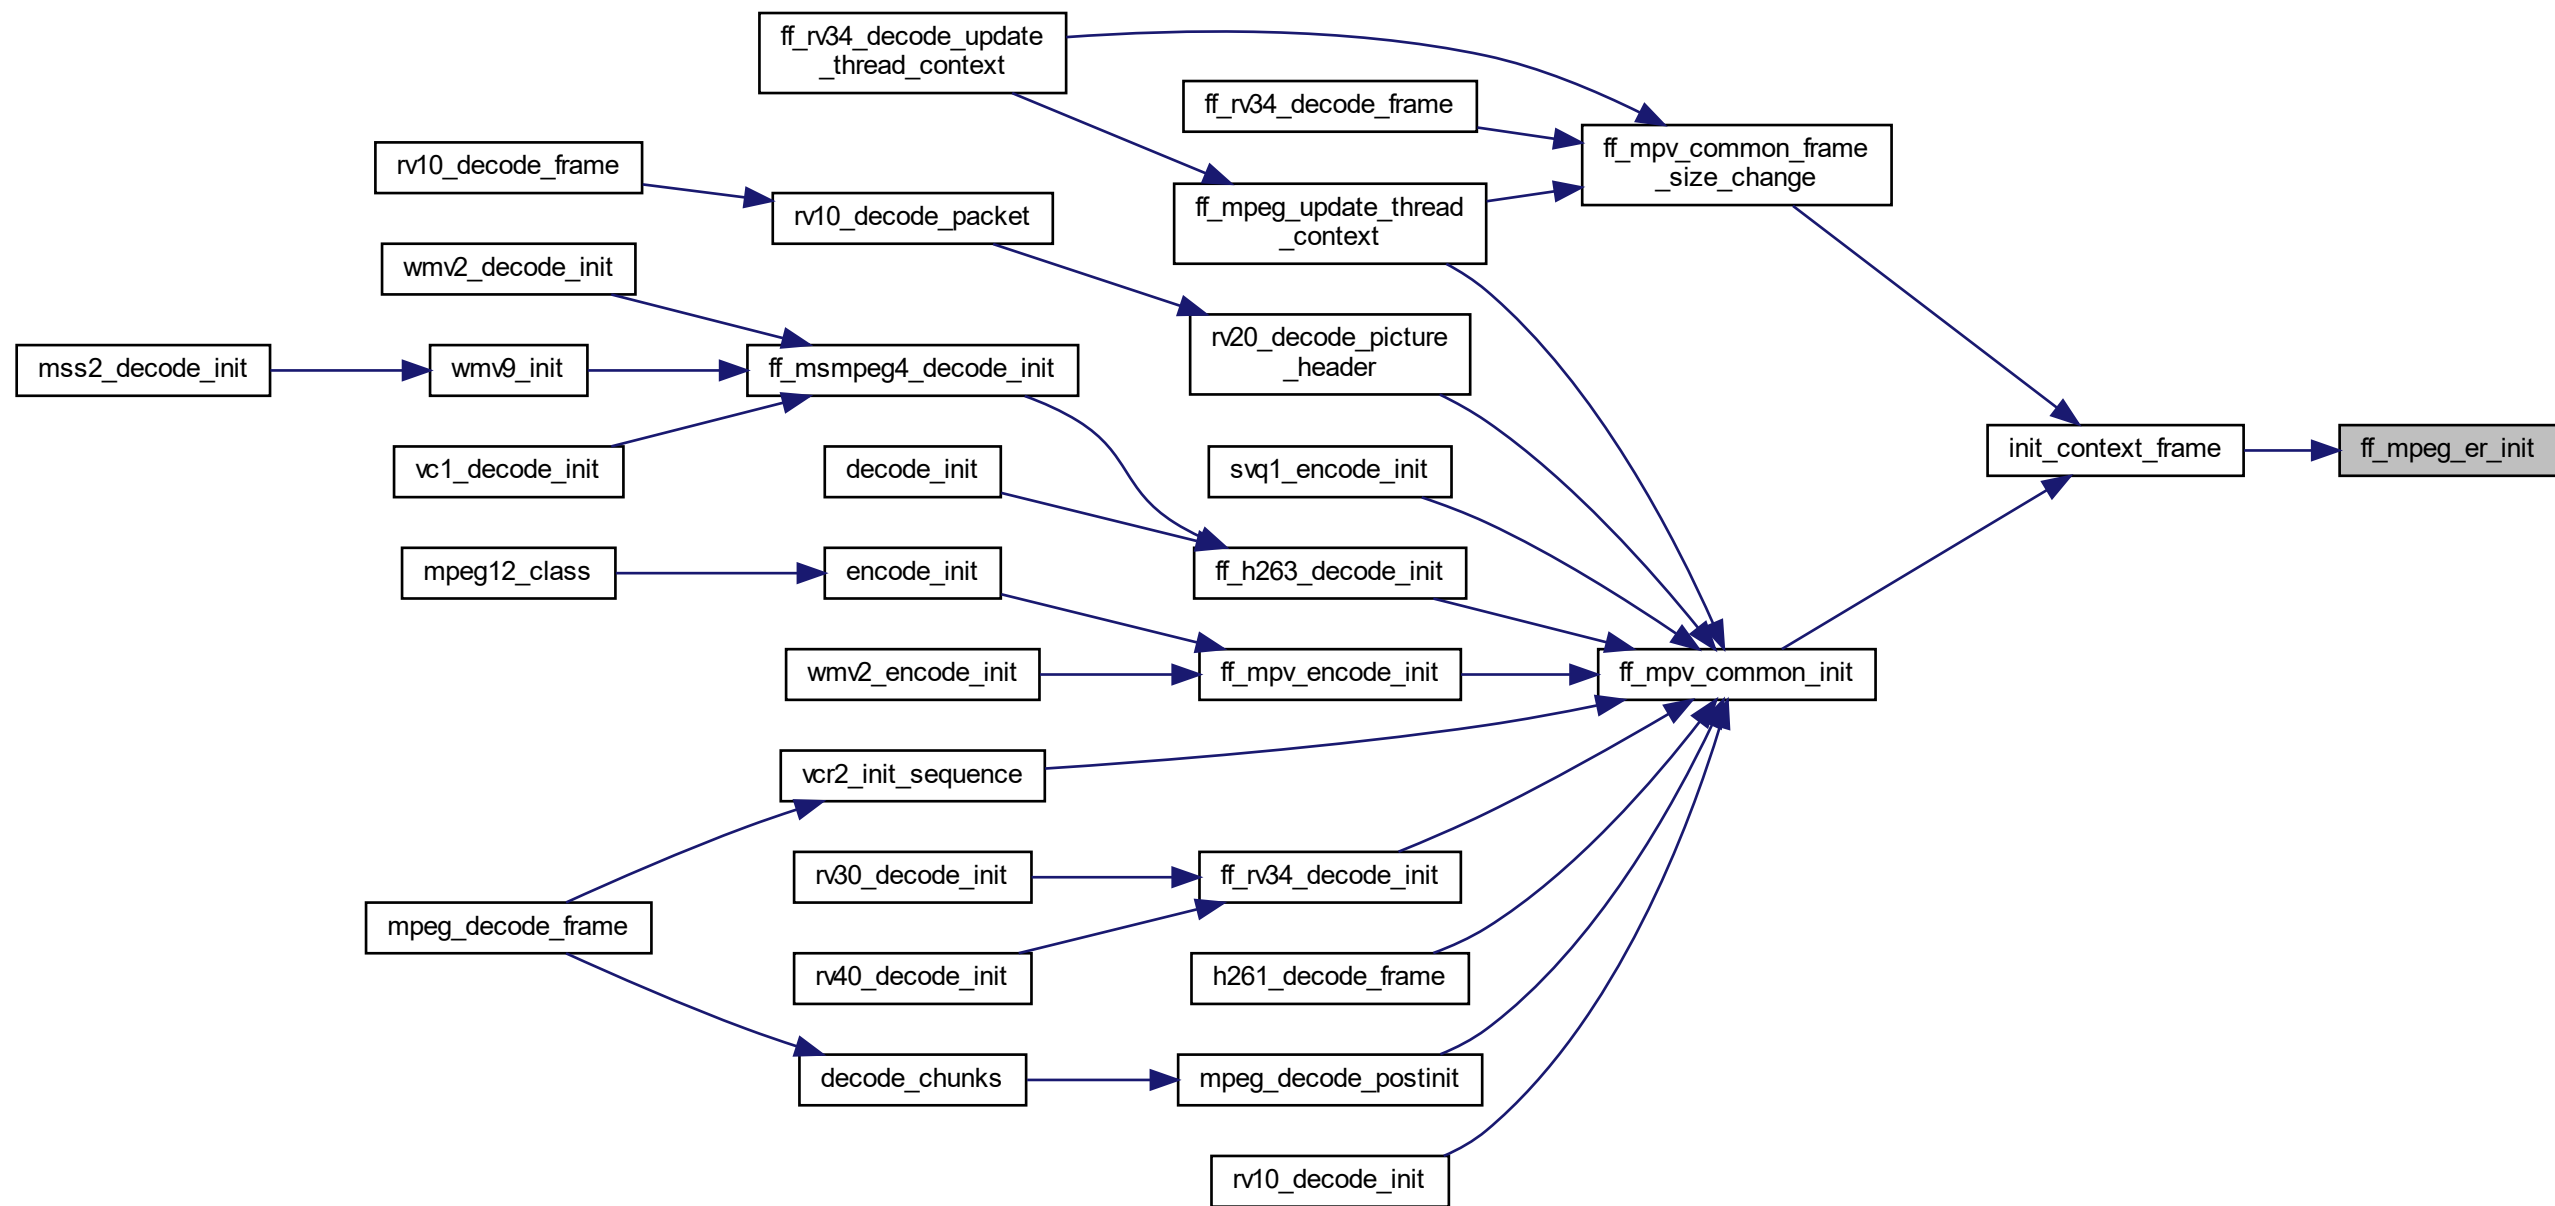 ff_rv34_decode_update
_thread_context
ff_rv34_decode_frame
ff_mpv_common_frame
_size_change
rv10_decode_frame
rv10_decode_packet
ff_mpeg_update_thread
_context
wmv2_decode_init
rv20_decode_picture
_header
mss2_decode_init
wmv9_init
ff_msmpeg4_decode_init
vc1_decode_init
decode_init
svq1_encode_init
init_context_frame
ff_mpeg_er_init
mpeg12_class
encode_init
ff_h263_decode_init
wmv2_encode_init
ff_mpv_encode_init
ff_mpv_common_init
vcr2_init_sequence
rv30_decode_init
ff_rv34_decode_init
mpeg_decode_frame
rv40_decode_init
h261_decode_frame
decode_chunks
mpeg_decode_postinit
rv10_decode_init